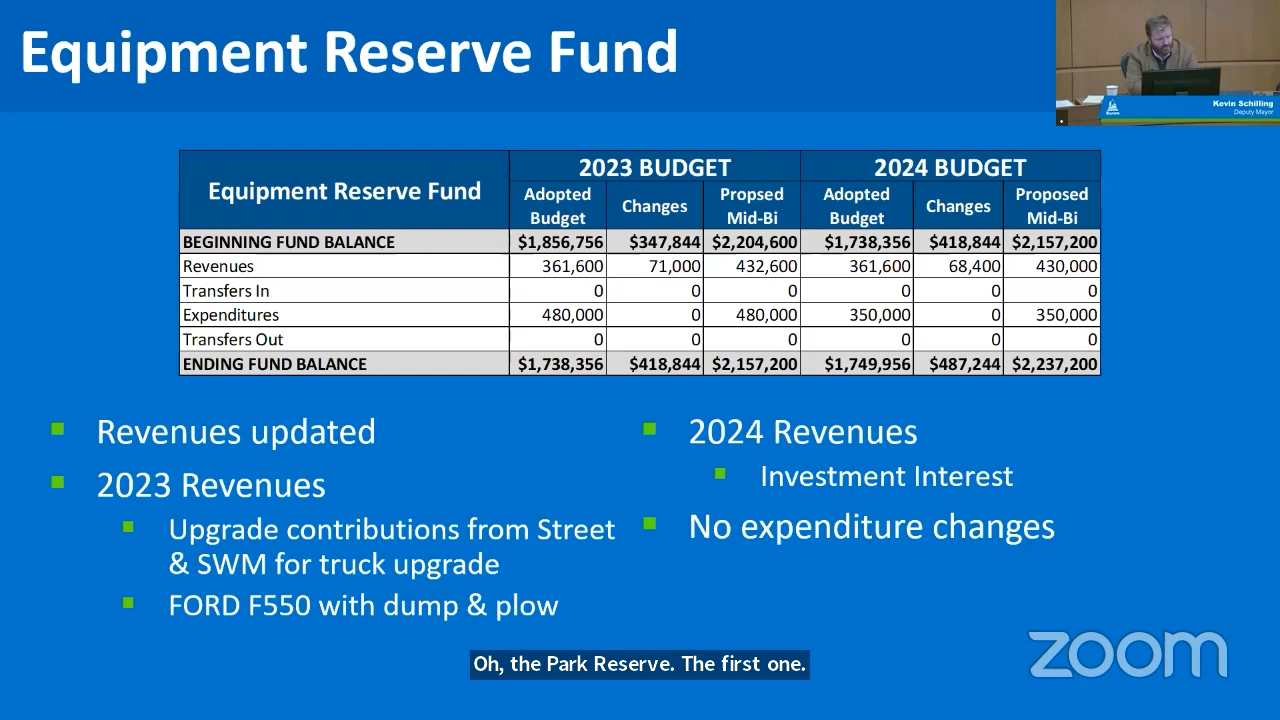 Equipment Reserve Fund
Kevin Schilling
Deputy Mayor
Burien
Equipment Reserve Fund 2023 BUDGET 2024 BUDGET
Adopted Budget Changes Propsed Mid-Bi Adopted Budget Changes Proposed Mid-Bi
BEGINNING FUND BALANCE $1,856,756 $347,844 $2,204,600 $1,738,356 $418,844 $2,157,200
Revenues 361,600 71,000 432,600 361,600 68,400 430,000
Transfers In 0 0 0 0 0 0
Expenditures 480,000 0 480,000 350,000 0 350,000
Transfers Out 0 0 0 0 0 0
ENDING FUND BALANCE $1,738,356 $418,844 $2,157,200 $1,749,956 $487,244 $2,237,200
Revenues updated
2023 Revenues
Upgrade contributions from Street
& SWM for truck upgrade
FORD F550 with dump & plow
2024 Revenues
Investment Interest
No expenditure changes
Oh, the Park Reserve. The first one.
zoom